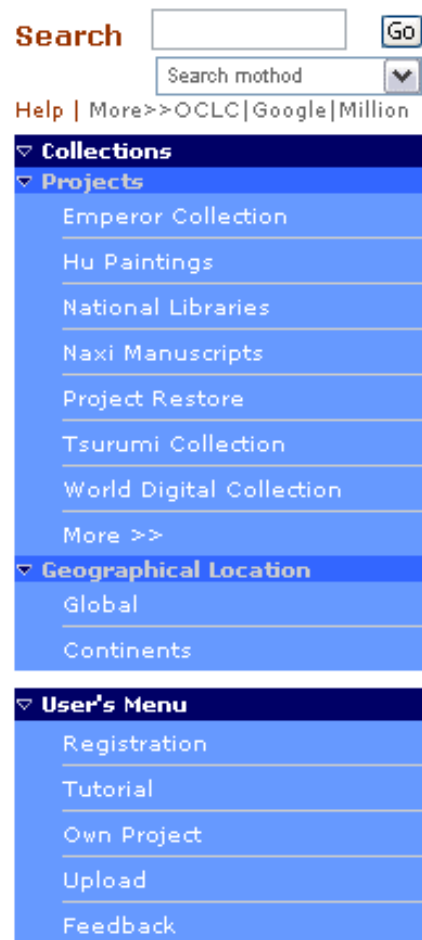 Search
Go
Search mothod
Help | More>>OCLC|Google|Million
Collections
Projects
Emperor Collection
Hu Paintings
National Libraries
Naxi Manuscripts
Project Restore
Tsurumi Collection
World Digital Collection
More >>
Geographical Location
Global
Continents
User's Menu
Registration
Tutorial
Own Project
Upload
Feedback